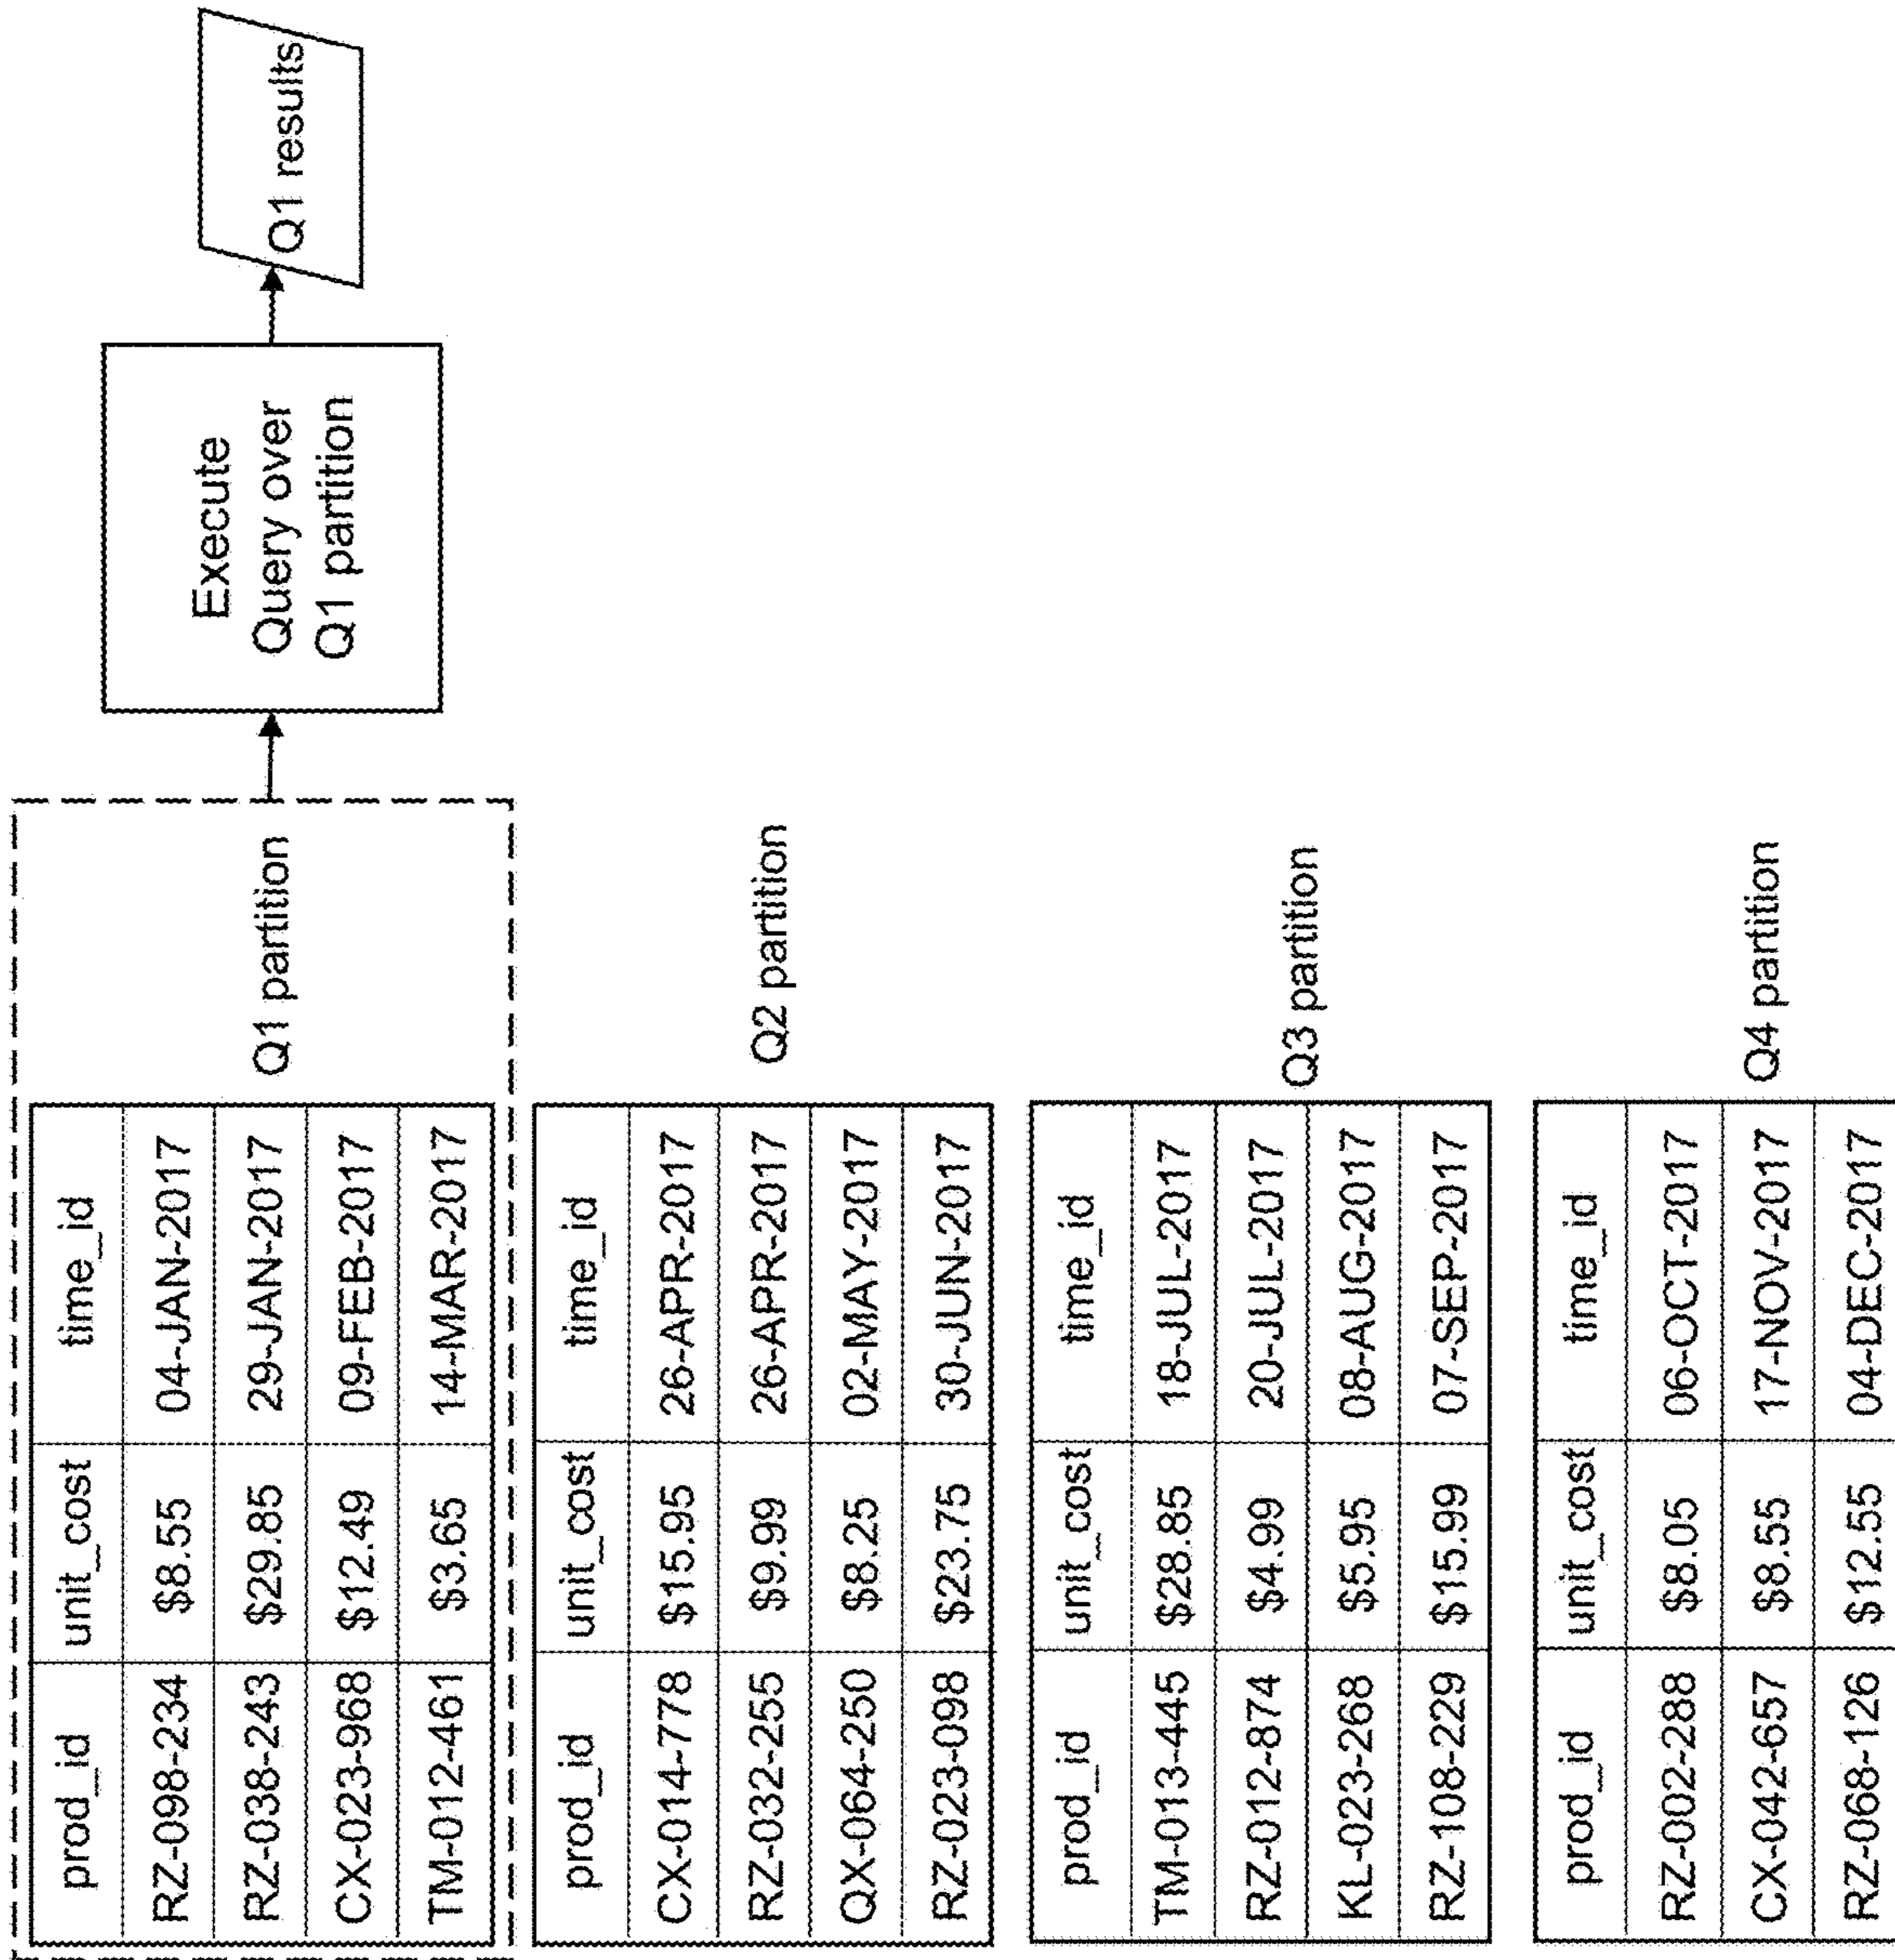 prod_id unit_cost time_id
RZ-098-234 $8.55 04-JAN-2017
RZ-038-243 $29.85 29-JAN-2017
CX-023-968 $12.49 09-FEB-2017
TM-012-461 $3.65 14-MAR-2017
Q1 partition
Execute
Query over
Q1 partition
Q1 results
prod_id unit_cost time_id
CX-014-778 $15.95 26-APR-2017
RZ-032-255 $9.99 26-APR-2017
QX-064-250 $8.25 02-MAY-2017
RZ-023-098 $23.75 30-JUN-2017
Q2 partition
prod_id unit_cost time_id
TM-013-445 $28.85 18-JUL-2017
RZ-012-874 $4.99 20-JUL-2017
KL-023-268 $5.95 08-AUG-2017
RZ-108-229 $15.99 07-SEP-2017
Q3 partition
prod_id unit_cost time_id
RZ-002-288 $8.05 06-OCT-2017
CX-042-657 $8.55 17-NOV-2017
RZ-068-126 $12.55 04-DEC-2017
Q4 partition